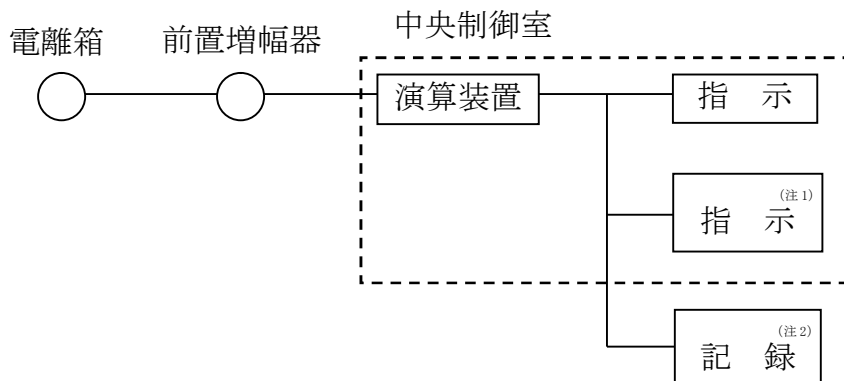 中央制御室
電離箱 前置増幅器
演算装置 指 示
(注1)
指 示
(注2)
記 録